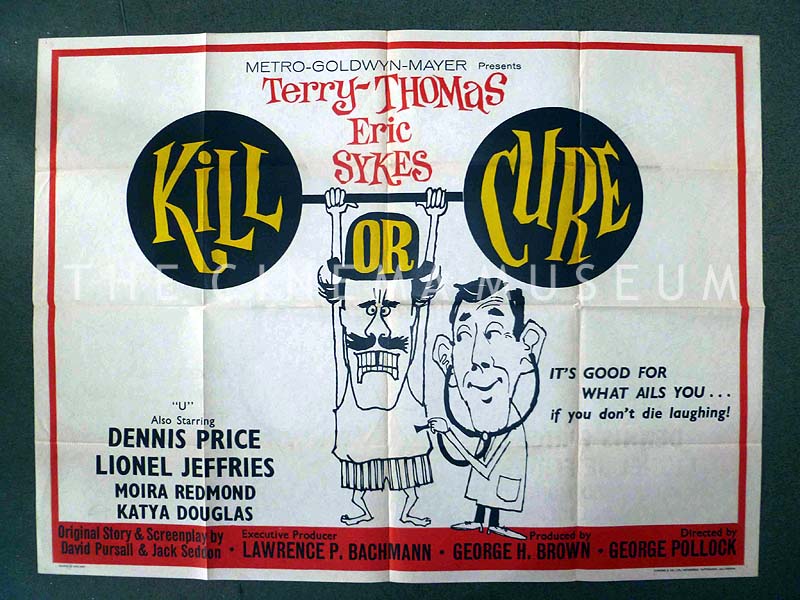 METRO-GOLDWYN-MAYER Presents
Terry-THOMAS
Eric
SYKES
KILL
OR
CURE
THE CINEMA MUSEUM
IT'S GOOD FOR
WHAT AILS YOU...
if you don't die laughing!
"U"
Also Starring
DENNIS PRICE
LIONEL JEFFRIES
MOIRA REDMOND
KATYA DOUGLAS
Original Story & Screenplay by
David Pursall & Jack Seddon
Executive Producer
· LAWRENCE P. BACHMANN
Produced by
· GEORGE H. BROWN
Directed by
· GEORGE POLLOCK